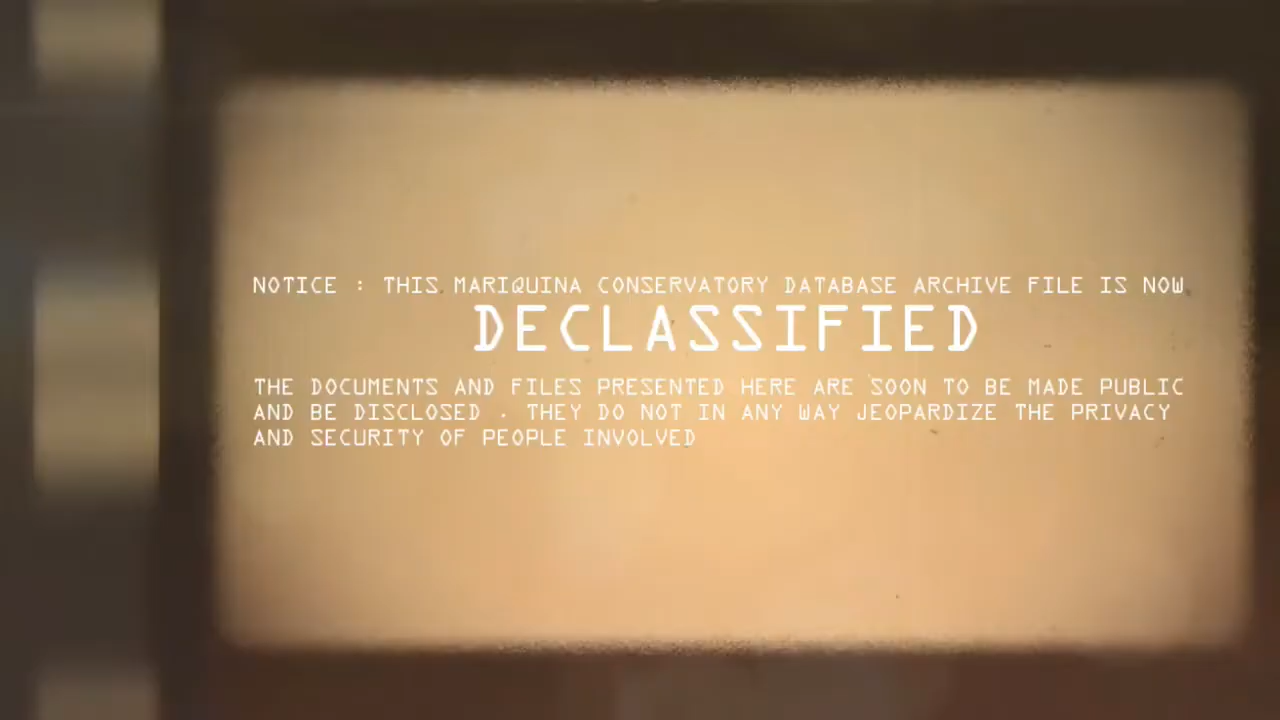 NOTICE : THIS MARIQUINA CONSERVATORY DATABASE ARCHIVE FILE IS NOW
DECLASSIFIED
THE DOCUMENTS AND FILES PRESENTED HERE ARE SOON TO BE MADE PUBLIC
AND BE DISCLOSED . THEY DO NOT IN ANY WAY JEOPARDIZE THE PRIVACY
AND SECURITY OF PEOPLE INVOLVED